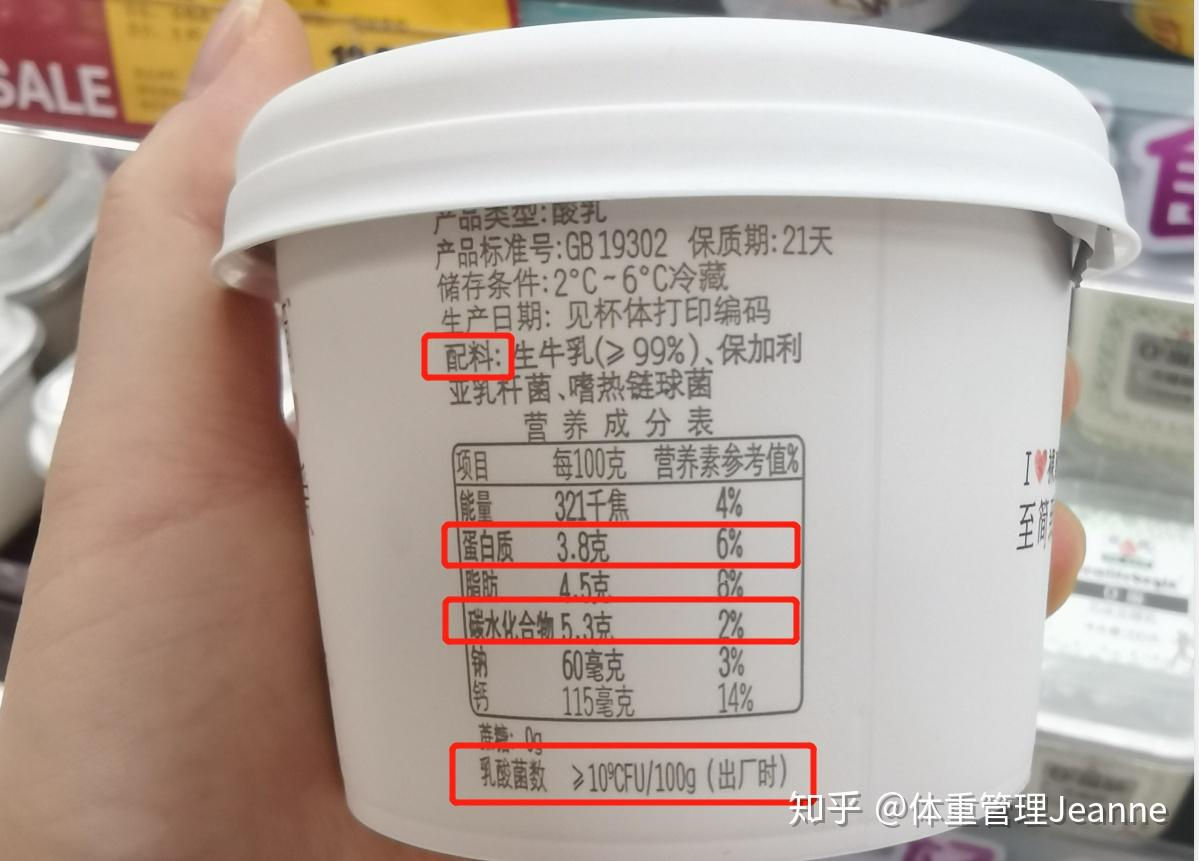 SALE
产品类型:酸乳
产品标准号:GB 19302 保质期:21天
储存条件:2°C~6°C冷藏
生产日期: 见杯体打印编码
配料: 生牛乳(≥99%)、保加利
亚乳杆菌、嗜热链球菌
营养成分表
项目 每100克 营养素参考值%
能量 321千焦 4%
蛋白质 3.8克 6%
脂肪 4.5克 8%
碳水化合物 5.3克 2%
钠 60毫克 3%
钙 115毫克 14%
蔗糖: 0g
乳酸菌数 ≥10⁹CFU/100g (出厂时)
I❤
至简
知乎 @体重管理Jeanne